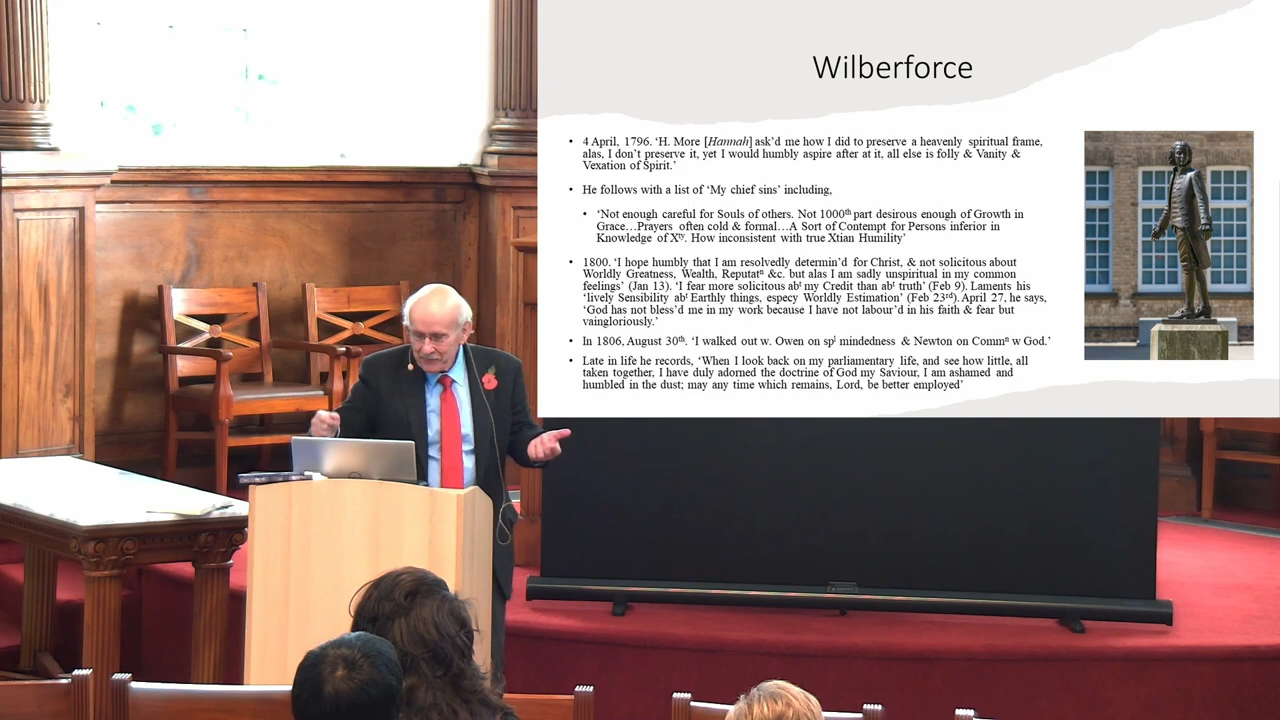 Wilberforce
• 4 April, 1796. ‘H. More [Hannah] ask’d me how I did to preserve a heavenly spiritual frame,
alas, I don’t preserve it, yet I would humbly aspire after at it, all else is folly & Vanity &
Vexation of Spirit.’
• He follows with a list of ‘My chief sins’ including,
• ‘Not enough careful for Souls of others. Not 1000th part desirous enough of Growth in
Grace…Prayers often cold & formal…A Sort of Contempt for Persons inferior in
Knowledge of Xty. How inconsistent with true Xtian Humility’
• 1800. ‘I hope humbly that I am resolvedly determin’d for Christ, & not solicitous about
Worldly Greatness, Wealth, Reputatn &c. but alas I am sadly unspiritual in my common
feelings’ (Jan 13). ‘I fear more solicitous abt my Credit than abt truth’ (Feb 9). Laments his
‘lively Sensibility abt Earthly things, especy Worldly Estimation’ (Feb 23rd). April 27, he says,
‘God has not bless’d me in my work because I have not labour’d in his faith & fear but
vaingloriously.’
• In 1806, August 30th. ‘I walked out w. Owen on spl mindedness & Newton on Commn w God.’
• Late in life he records, ‘When I look back on my parliamentary life, and see how little, all
taken together, I have duly adorned the doctrine of God my Saviour, I am ashamed and
humbled in the dust; may any time which remains, Lord, be better employed’